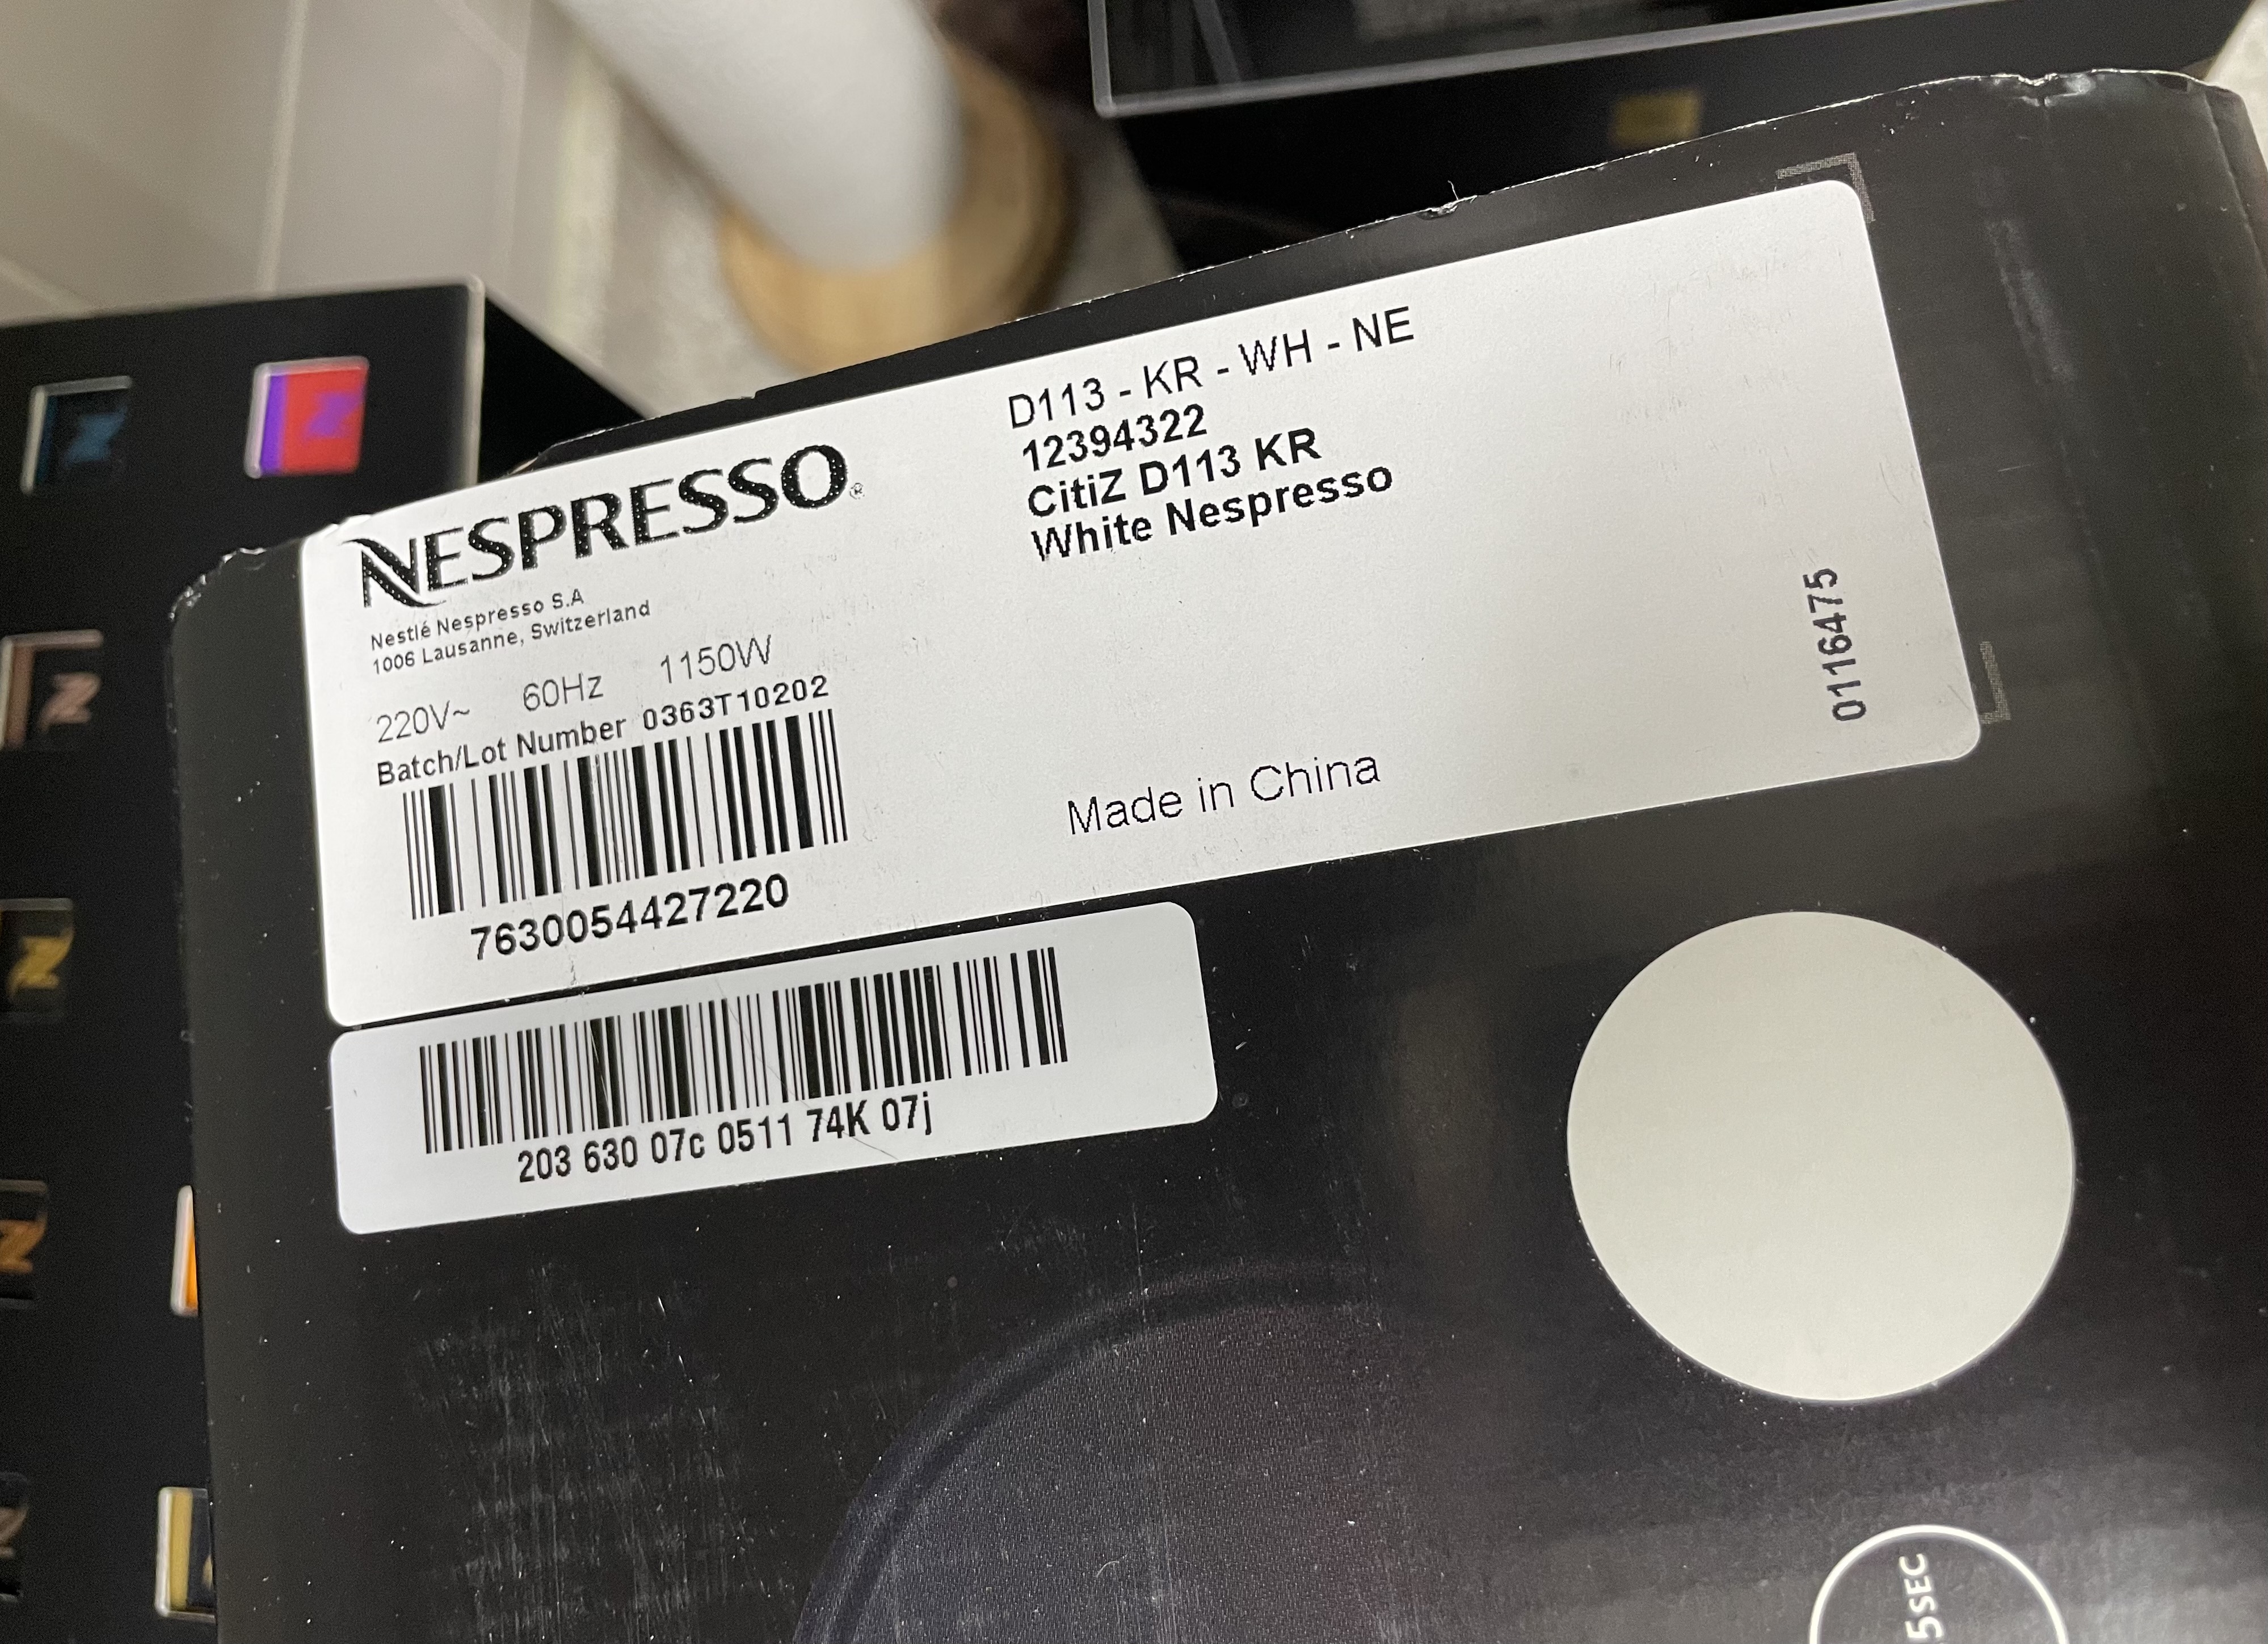 NESPRESSO®
Nestlé Nespresso S.A
1006 Lausanne, Switzerland
220V~ 60Hz 1150W
Batch/Lot Number 0363T10202
7630054427220
D113 - KR - WH - NE
12394322
CitiZ D113 KR
White Nespresso
Made in China
0116475
203 630 07c 0511 74K 07j
5SEC